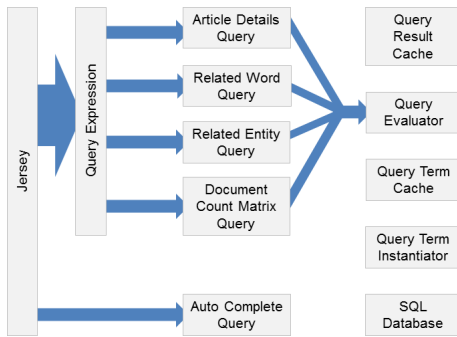 Jersey
Query Expression
Article Details
Query
Related Word
Query
Related Entity
Query
Document
Count Matrix
Query
Auto Complete
Query
Query
Result
Cache
Query
Evaluator
Query Term
Cache
Query Term
Instantiator
SQL
Database